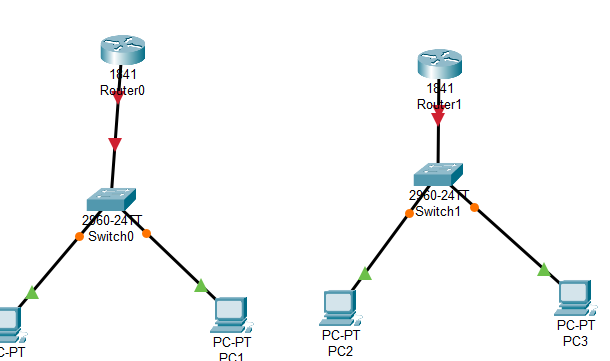 1841
Router0
1841
Router1
2960-24TT
Switch0
2960-24TT
Switch1
C-PT
PC-PT
PC1
PC-PT
PC2
PC-PT
PC3